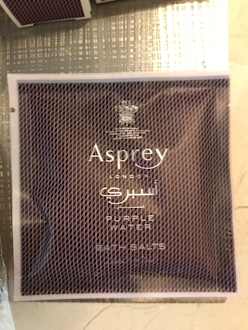 Asprey
LONDON
أسبري
PURPLE
WATER
BATH SALTS